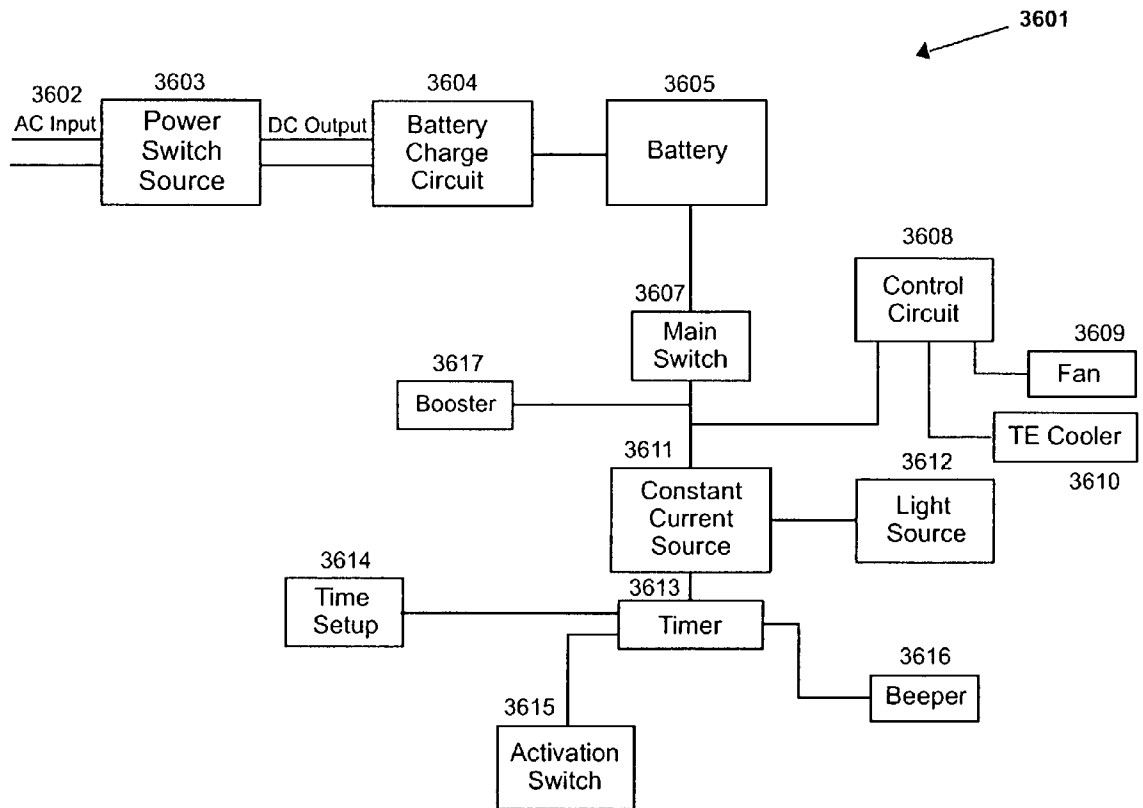 3601
3602
AC Input
3603
Power
Switch
Source
DC Output
3604
Battery
Charge
Circuit
3605
Battery
3607
Main
Switch
3608
Control
Circuit
3609
Fan
TE Cooler
3610
3617
Booster
3611
Constant
Current
Source
3612
Light
Source
3614
Time
Setup
3613
Timer
3616
Beeper
3615
Activation
Switch